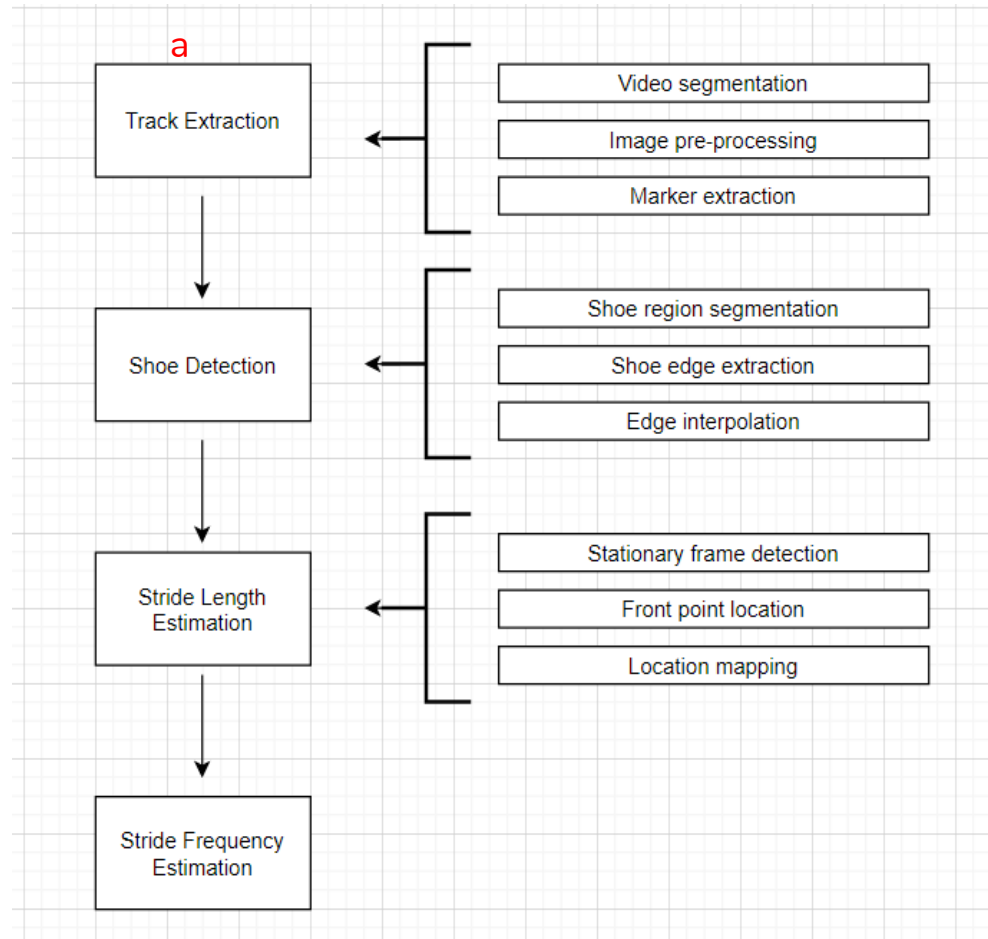 a
Track Extraction
Video segmentation
Image pre-processing
Marker extraction
Shoe Detection
Shoe region segmentation
Shoe edge extraction
Edge interpolation
Stride Length
Estimation
Stationary frame detection
Front point location
Location mapping
Stride Frequency
Estimation